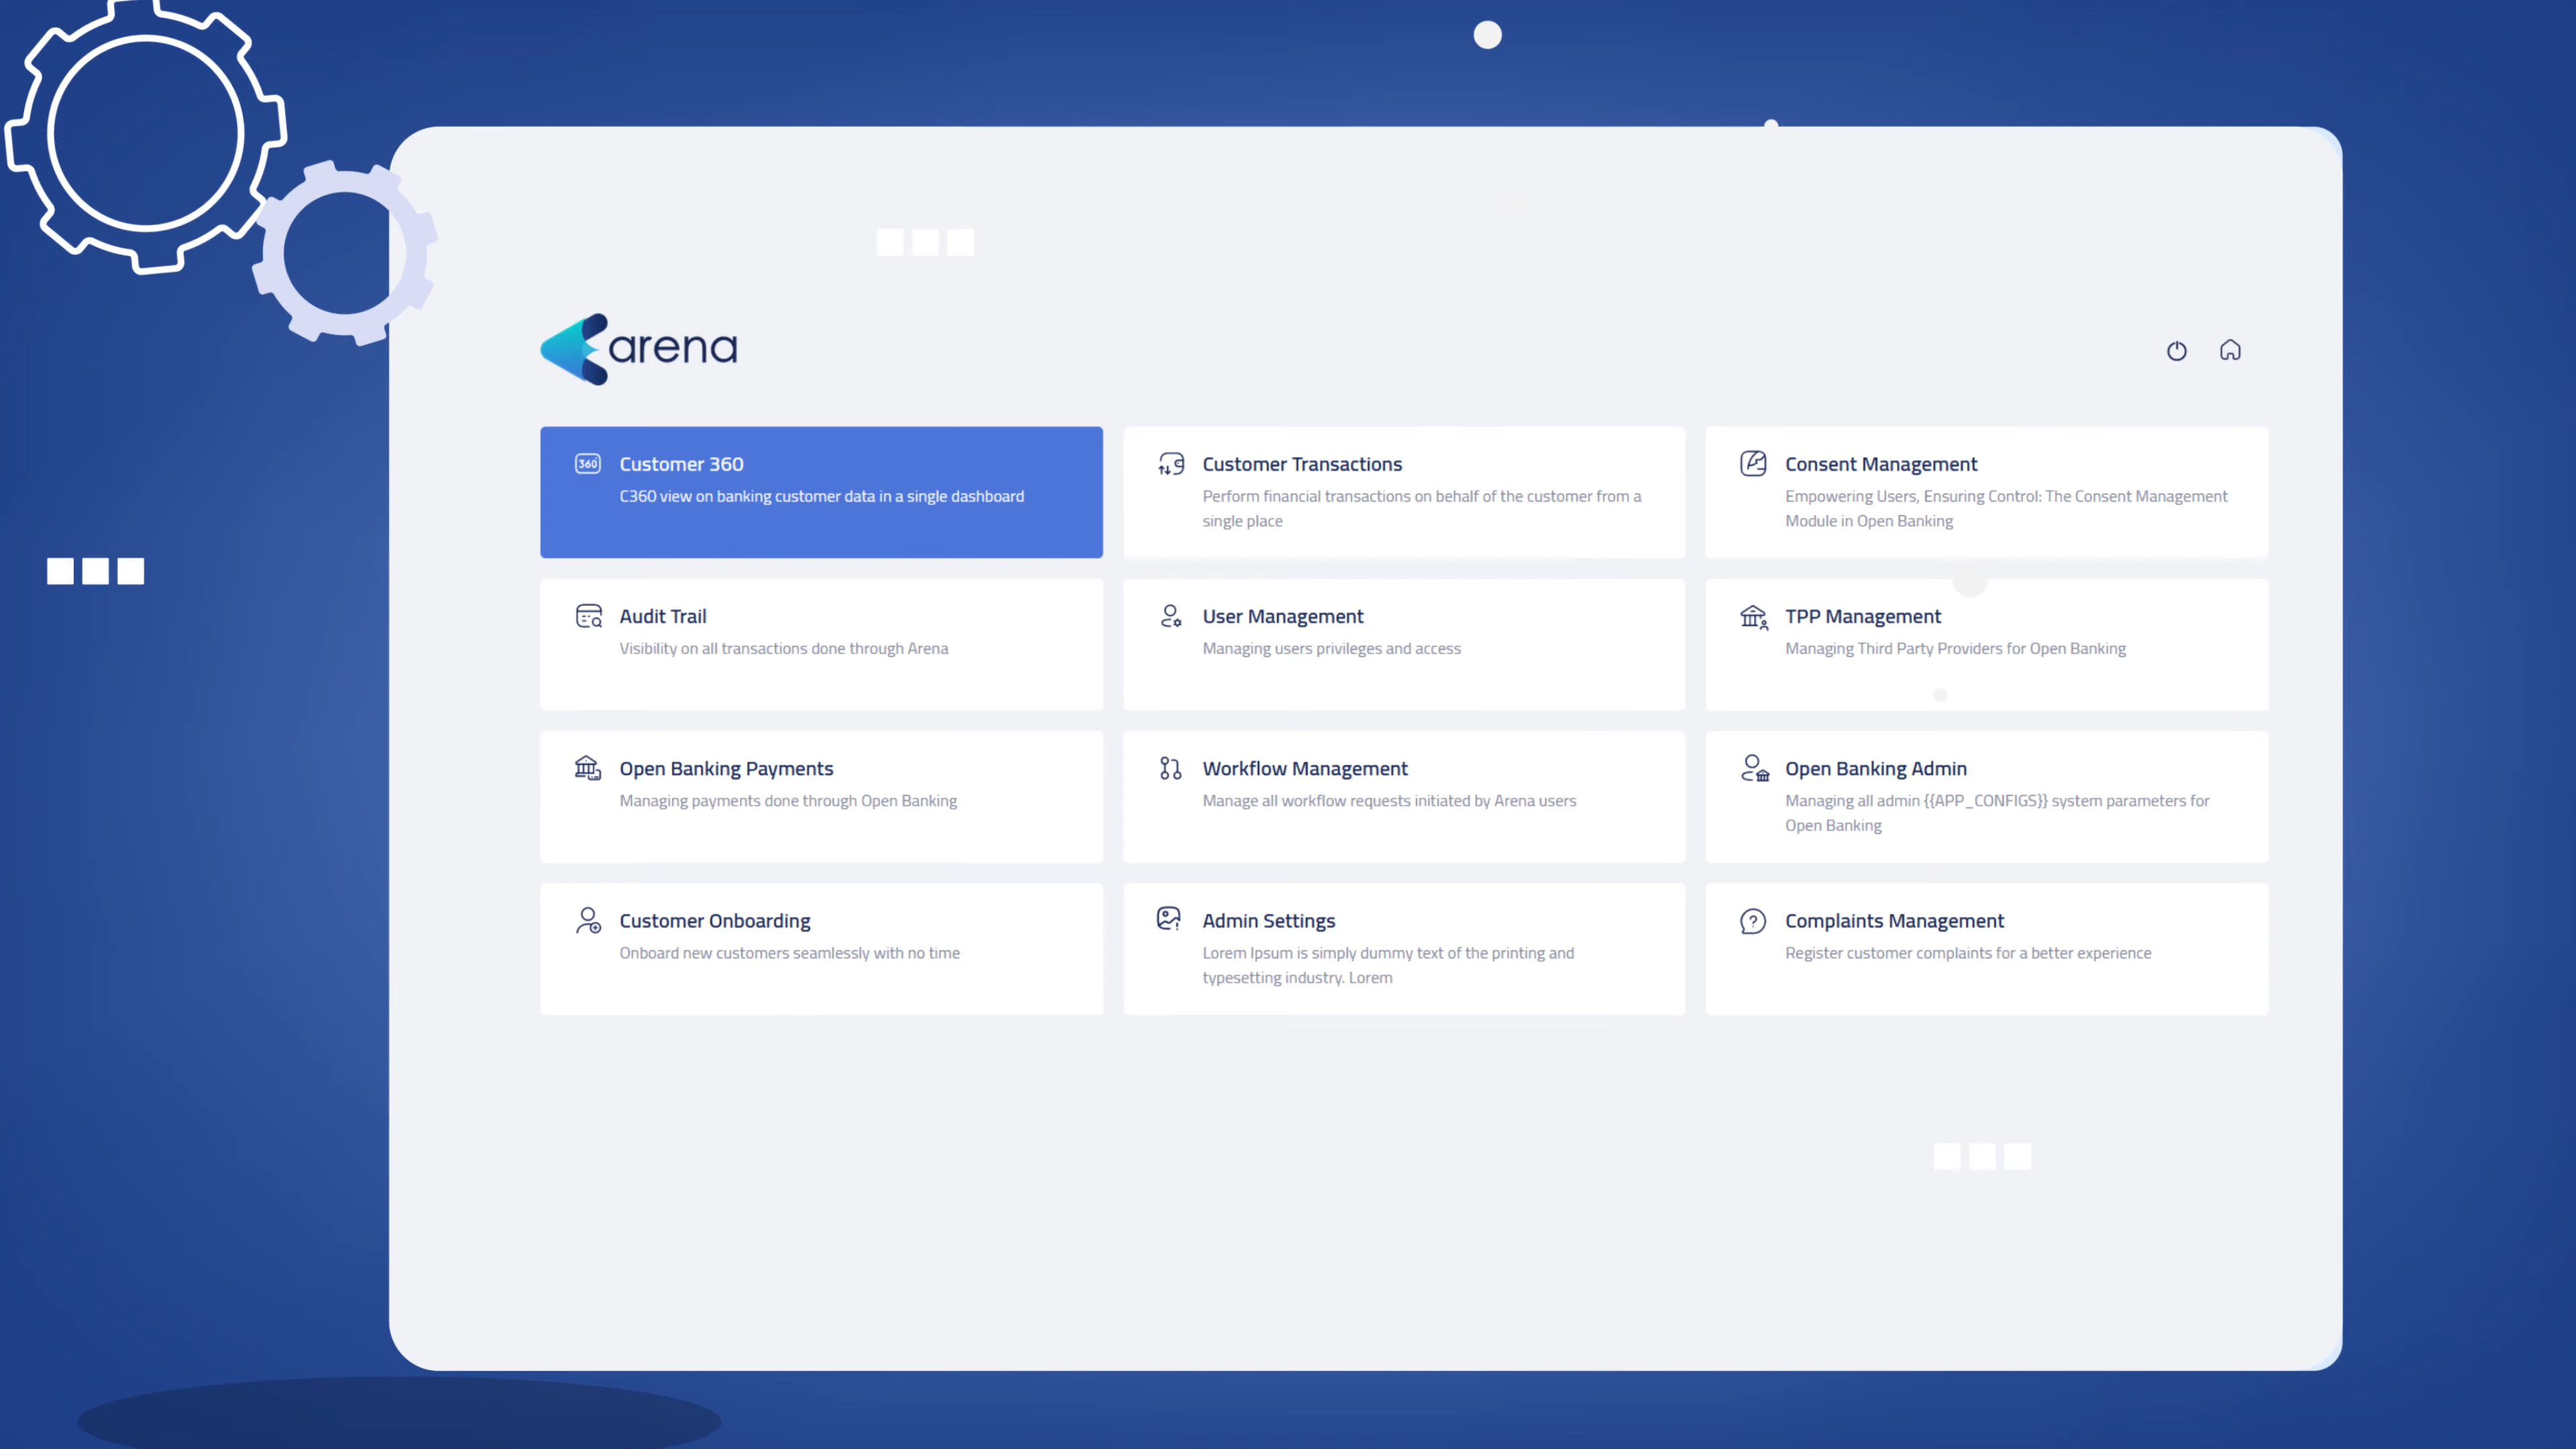 arena
360
Customer 360
C360 view on banking customer data in a single dashboard
Customer Transactions
Perform financial transactions on behalf of the customer from a
single place
Consent Management
Empowering Users, Ensuring Control: The Consent Management
Module in Open Banking
Audit Trail
Visibility on all transactions done through Arena
User Management
Managing users privileges and access
TPP Management
Managing Third Party Providers for Open Banking
Open Banking Payments
Managing payments done through Open Banking
Workflow Management
Manage all workflow requests initiated by Arena users
Open Banking Admin
Managing all admin {{APP_CONFIGS}} system parameters for
Open Banking
Customer Onboarding
Onboard new customers seamlessly with no time
Admin Settings
Lorem Ipsum is simply dummy text of the printing and
typesetting industry. Lorem
Complaints Management
Register customer complaints for a better experience